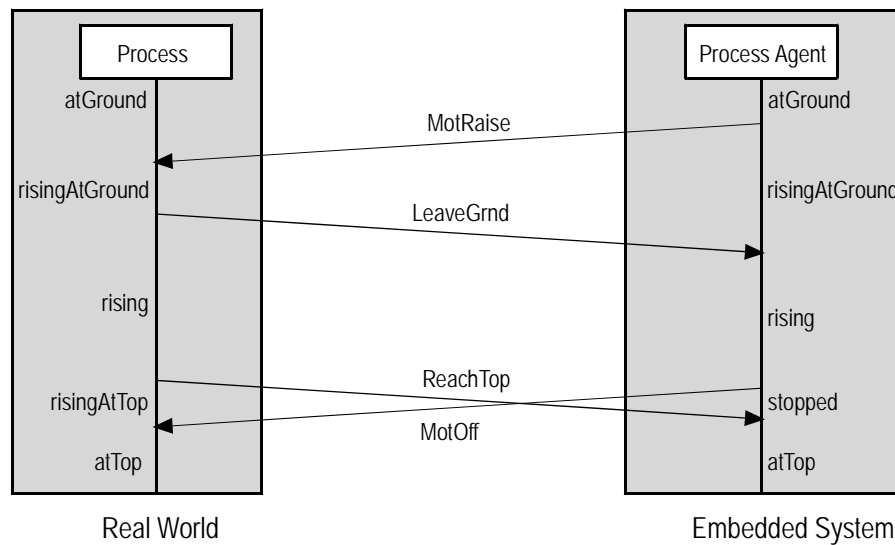 Process
Process Agent
atGround
atGround
MotRaise
risingAtGround
risingAtGround
LeaveGrnd
rising
rising
ReachTop
risingAtTop
stopped
MotOff
atTop
atTop
Real World
Embedded System